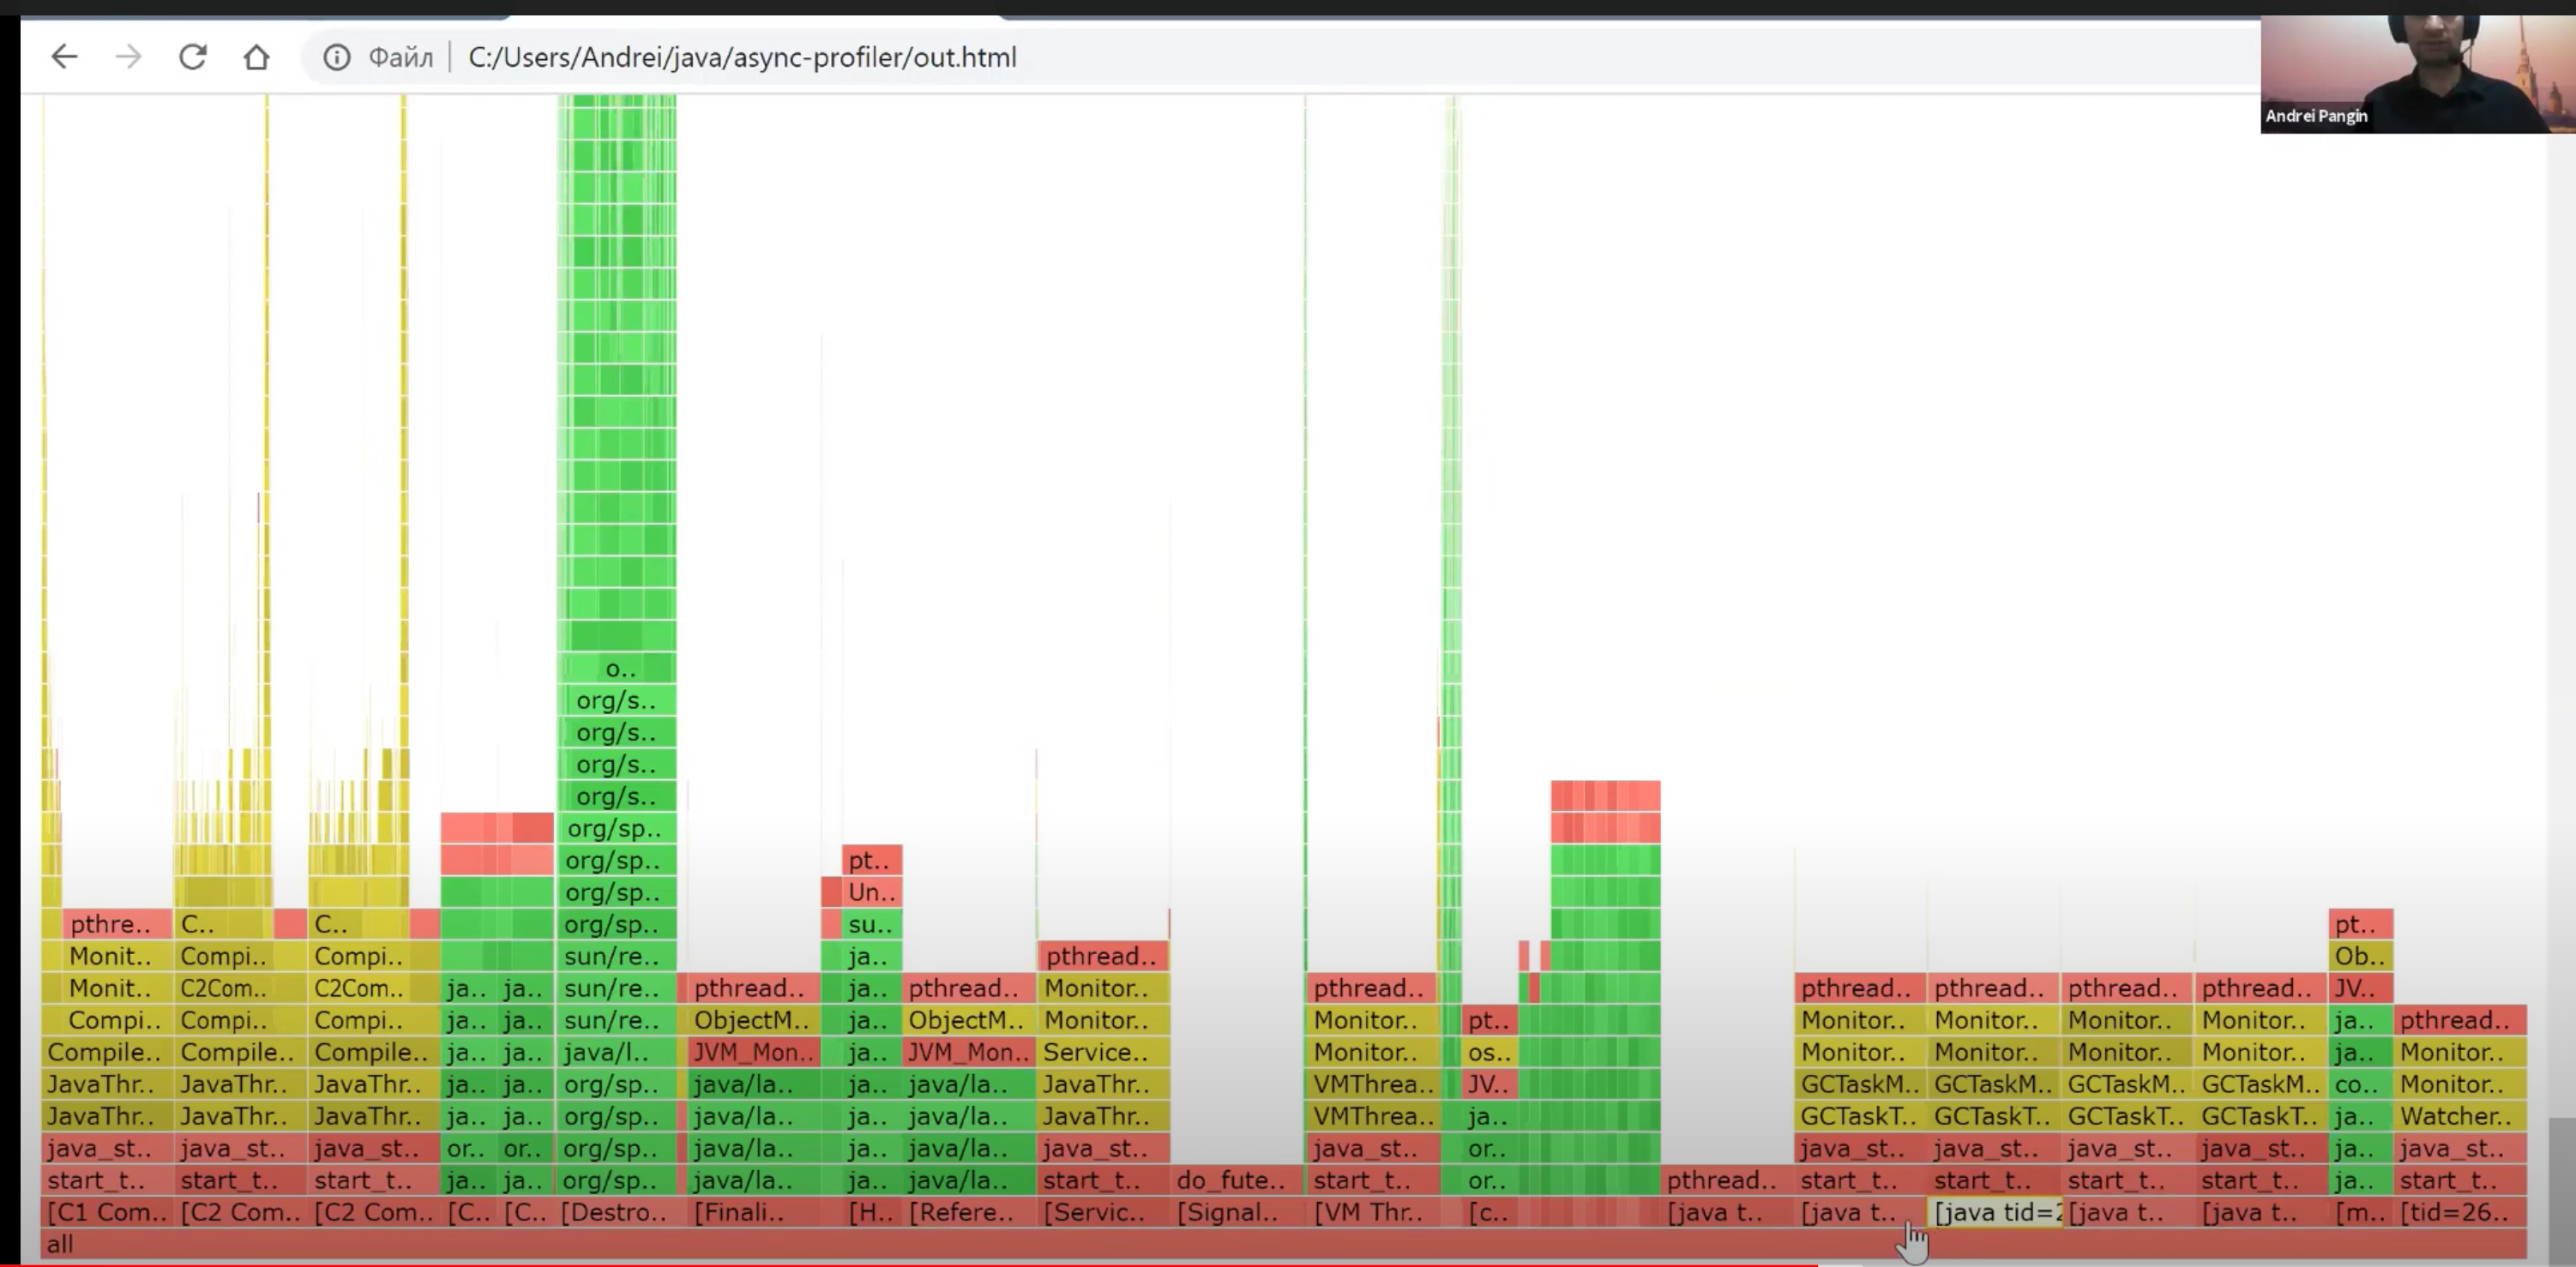 Файл C:/Users/Andrei/java/async-profiler/out.html
Andrei Pangin
o..
org/s..
org/s..
org/s..
org/s..
org/sp..
pt.. org/sp..
Un.. org/sp..
pthre.. C.. C.. org/sp.. su.. pt..
Monit.. Compi.. Compi.. sun/re.. ja.. pthread.. Ob..
Monit.. C2Com.. C2Com.. ja.. ja.. sun/re.. pthread.. ja.. pthread.. Monitor.. pthread.. pthread.. pthread.. pthread.. pthread.. JV..
Compi.. Compi.. Compi.. ja.. ja.. sun/re.. ObjectM.. ja.. ObjectM.. Monitor.. Monitor.. pt.. Monitor.. Monitor.. Monitor.. Monitor.. ja.. pthread..
Compile.. Compile.. Compile.. ja.. ja.. java/l.. JVM_Mon.. ja.. JVM_Mon.. Service.. Monitor.. os.. Monitor.. Monitor.. Monitor.. Monitor.. ja.. Monitor..
JavaThr.. JavaThr.. JavaThr.. ja.. ja.. org/sp.. java/la.. ja.. java/la.. JavaThr.. VMThrea.. JV.. GCTaskM.. GCTaskM.. GCTaskM.. GCTaskM.. co.. Monitor..
JavaThr.. JavaThr.. JavaThr.. ja.. ja.. org/sp.. java/la.. ja.. java/la.. JavaThr.. VMThrea.. ja.. GCTaskT.. GCTaskT.. GCTaskT.. GCTaskT.. ja.. Watcher..
java_st.. java_st.. java_st.. or.. or.. org/sp.. java/la.. ja.. java/la.. java_st.. java_st.. or.. java_st.. java_st.. java_st.. java_st.. ja.. java_st..
start_t.. start_t.. start_t.. ja.. ja.. org/sp.. java/la.. ja.. java/la.. start_t.. do_fute.. start_t.. or.. pthread.. start_t.. start_t.. start_t.. start_t.. ja.. start_t..
[C1 Com.. [C2 Com.. [C2 Com.. [C.. [C.. [Destro.. [Finali.. [H.. [Refere.. [Servic.. [Signal.. [VM Thr.. [c.. [java t.. [java t.. [java tid=2 [java t.. [java t.. [m.. [tid=26..
all